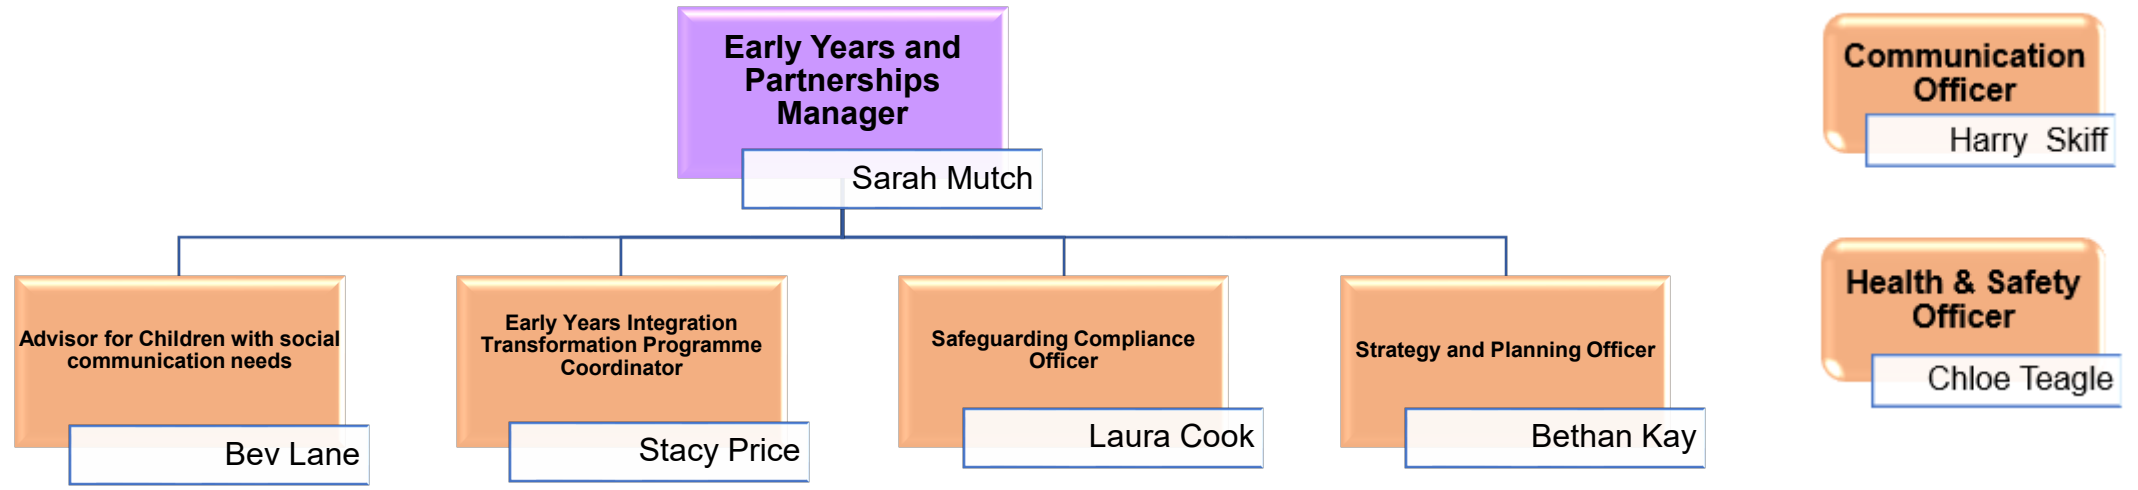 Early Years and
Partnerships
Manager
Sarah Mutch
Advisor for Children with social
communication needs
Bev Lane
Early Years Integration
Transformation Programme
Coordinator
Stacy Price
Safeguarding Compliance
Officer
Laura Cook
Strategy and Planning Officer
Bethan Kay
Communication
Officer
Harry Skiff
Health & Safety
Officer
Chloe Teagle